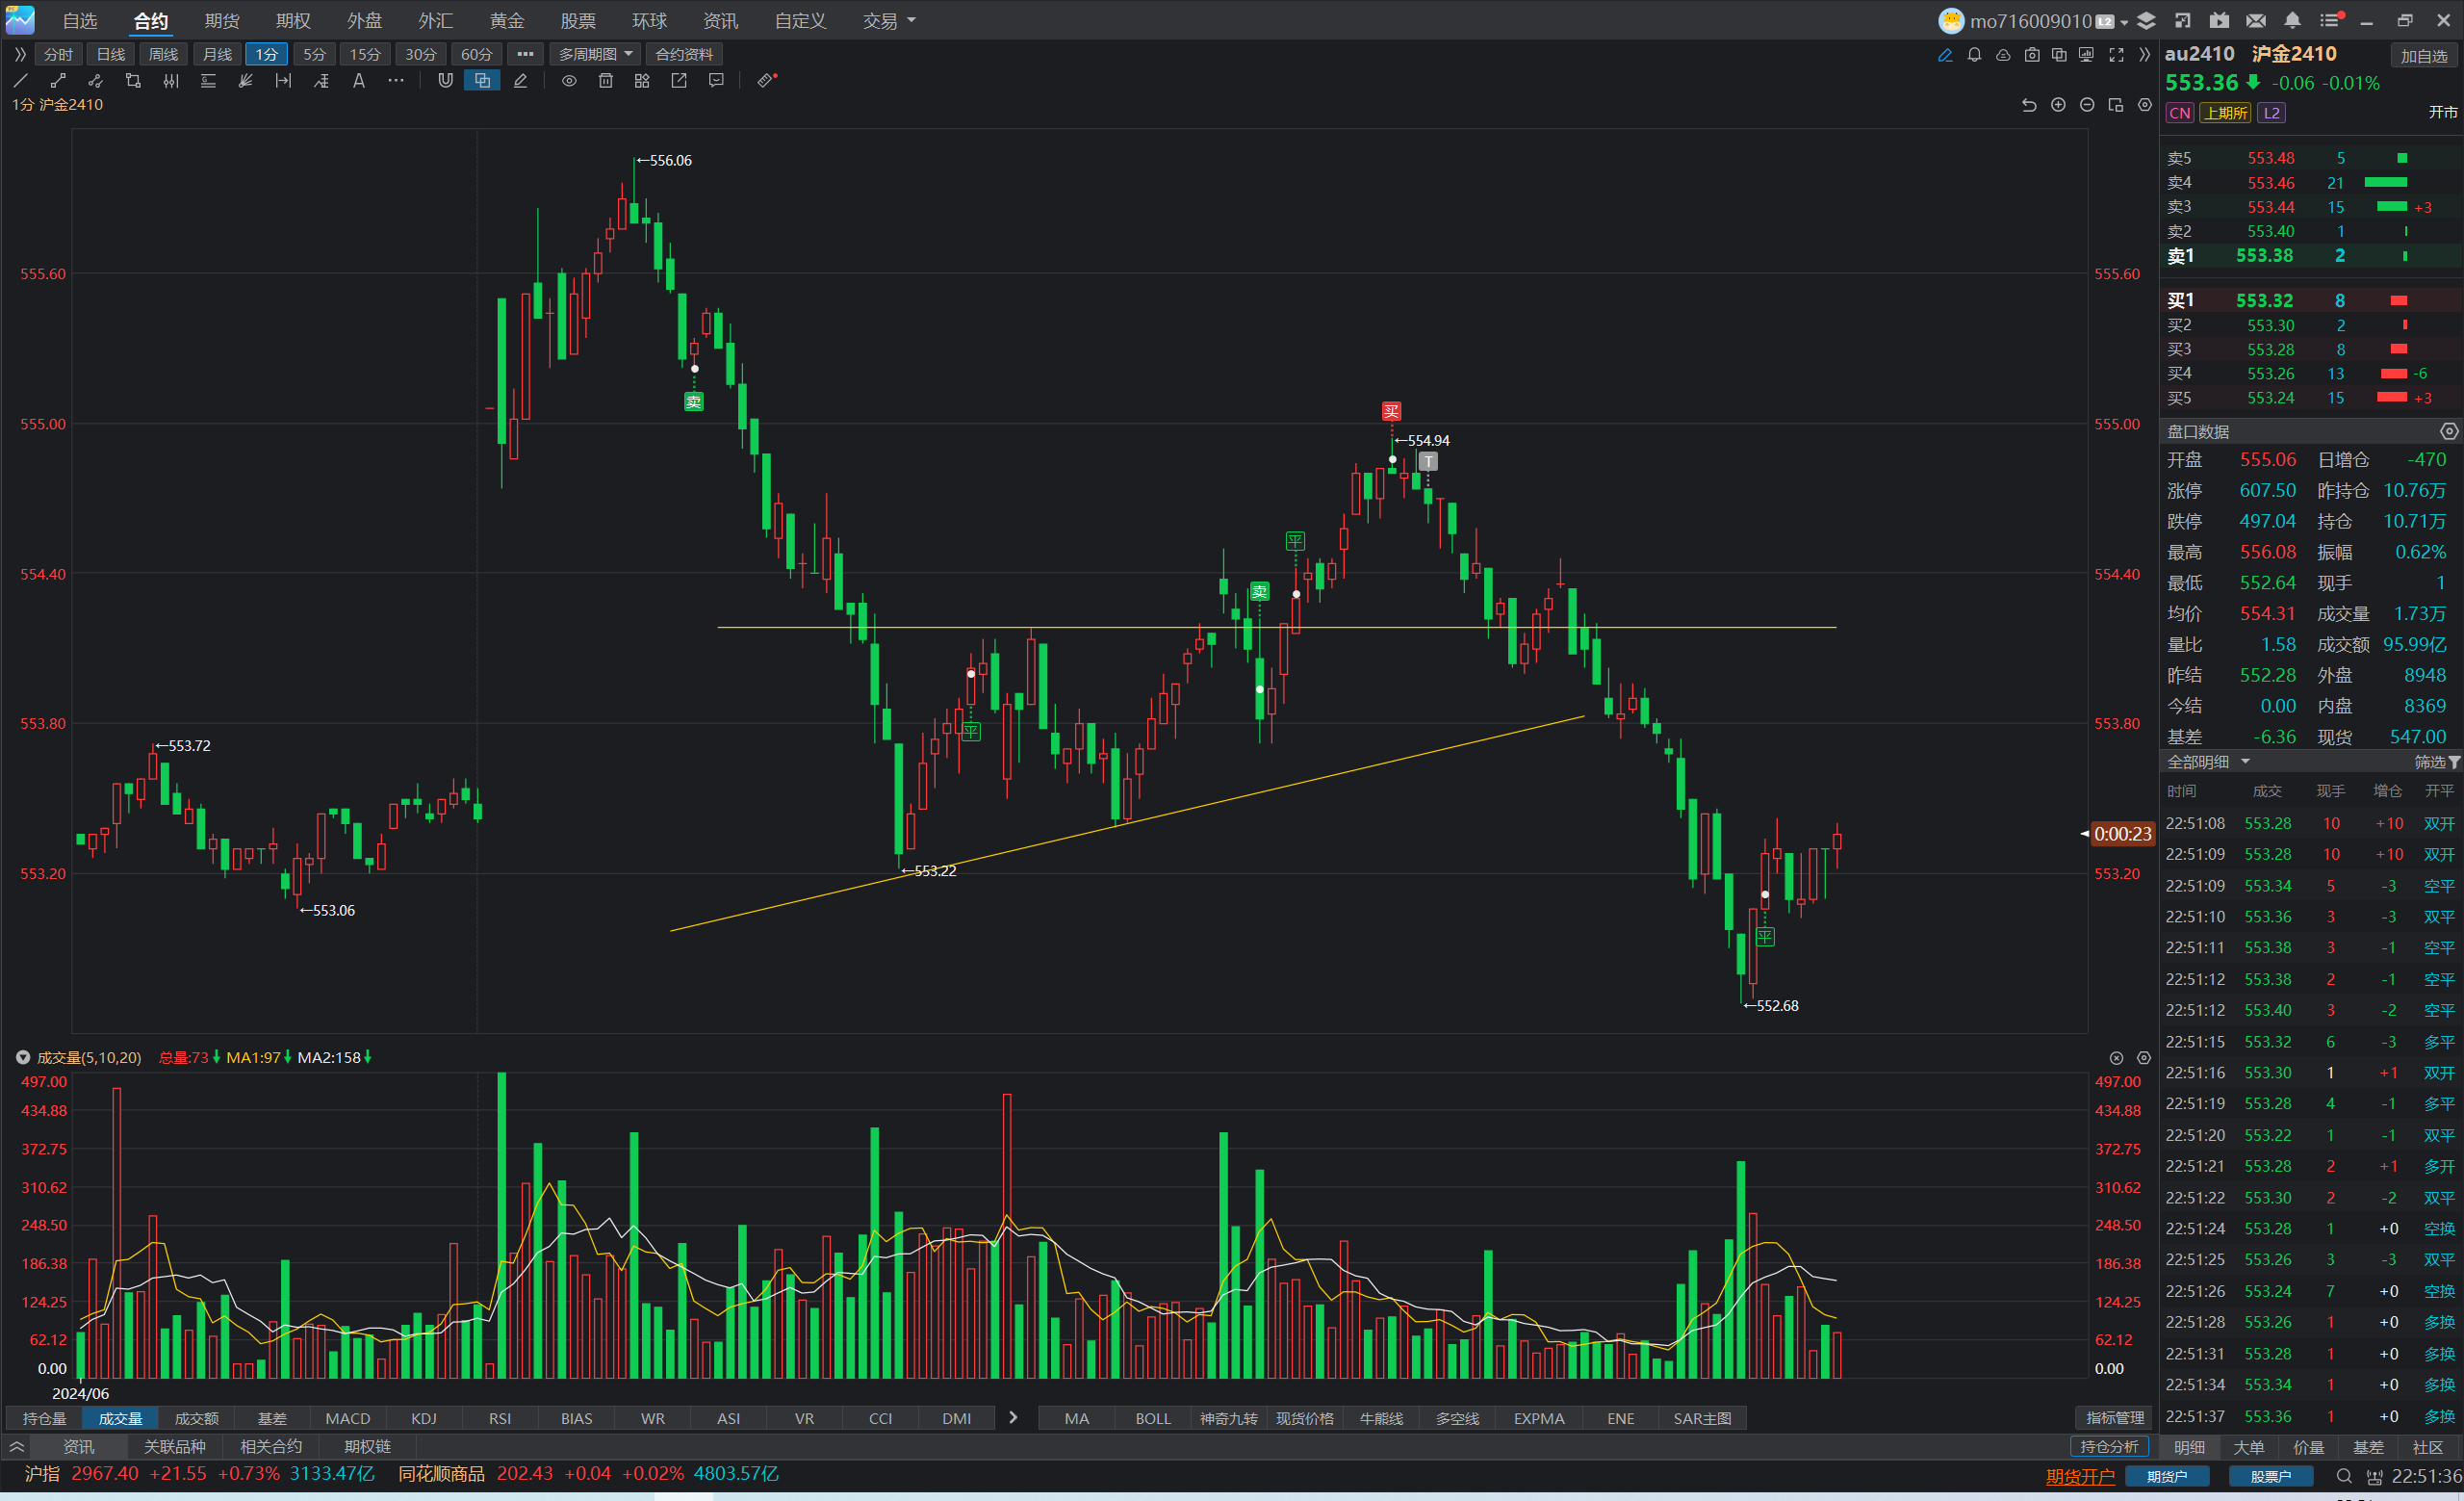 自选 合约 期货 期权 外盘 外汇 黄金 股票 环球 资讯 自定义 交易 mo716009010 L2
分时 日线 周线 月线 1分 5分 15分 30分 60分 ••• 多周期图 合约资料
au2410 沪金2410 加自选
553.36 -0.06 -0.01%
CN 上期所 L2 开市
1分 沪金2410
卖5 553.48 5
卖4 553.46 21
卖3 553.44 15 +3
卖2 553.40 1
卖1 553.38 2
买1 553.32 8
买2 553.30 2
买3 553.28 8
买4 553.26 13 -6
买5 553.24 15 +3
盘口数据
开盘 555.06 日增仓 -470
涨停 607.50 昨持仓 10.76万
跌停 497.04 持仓 10.71万
最高 556.08 振幅 0.62%
最低 552.64 现手 1
均价 554.31 成交量 1.73万
量比 1.58 成交额 95.99亿
昨结 552.28 外盘 8948
今结 0.00 内盘 8369
基差 -6.36 现货 547.00
全部明细 筛选
时间 成交 现手 增仓 开平
22:51:08 553.28 10 +10 双开
22:51:09 553.28 10 +10 双开
22:51:09 553.34 5 -3 空平
22:51:10 553.36 3 -3 双平
22:51:11 553.38 3 -1 空平
22:51:12 553.38 2 -1 空平
22:51:12 553.40 3 -2 空平
22:51:15 553.32 6 -3 多平
22:51:16 553.30 1 +1 双开
22:51:19 553.28 4 -1 多平
22:51:20 553.22 1 -1 双平
22:51:21 553.28 2 +1 多开
22:51:22 553.30 2 -2 双平
22:51:24 553.28 1 +0 空换
22:51:25 553.26 3 -3 双平
22:51:26 553.24 7 +0 空换
22:51:28 553.26 1 +0 多换
22:51:31 553.28 1 +0 多换
22:51:34 553.34 1 +0 多换
22:51:37 553.36 1 +0 多换
明细 大单 价量 基差 社区
←556.06
555.60 555.60
卖
买
555.00 555.00
←554.94
T
平
554.40 554.40
卖
553.80 553.80
平
←553.72
0:00:23
553.20 553.20
←553.22
←553.06
平
←552.68
成交量(5,10,20) 总量:73 MA1:97 MA2:158
497.00 497.00
434.88 434.88
372.75 372.75
310.62 310.62
248.50 248.50
186.38 186.38
124.25 124.25
62.12 62.12
0.00 0.00
2024/06
持仓量 成交量 成交额 基差 MACD KDJ RSI BIAS WR ASI VR CCI DMI MA BOLL 神奇九转 现货价格 牛熊线 多空线 EXPMA ENE SAR主图 指标管理
资讯 关联品种 相关合约 期权链 持仓分析
沪指 2967.40 +21.55 +0.73% 3133.47亿 同花顺商品 202.43 +0.04 +0.02% 4803.57亿 期货开户 期货户 股票户 22:51:36